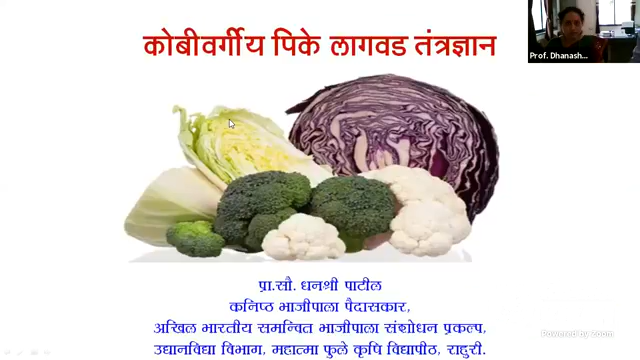 कोबीवर्गीय पिके लागवड तंत्रज्ञान
Prof. Dhanash...
प्रा.सौ. धनश्री पाटील
कनिष्ठ भाजीपाला पैदासकार,
अखिल भारतीय समन्वित भाजीपाला संशोधन प्रकल्प,
उद्यानविद्या विभाग, महात्मा फुले कृषि विद्यापीठ, राहुरी.
Powered by Zoom